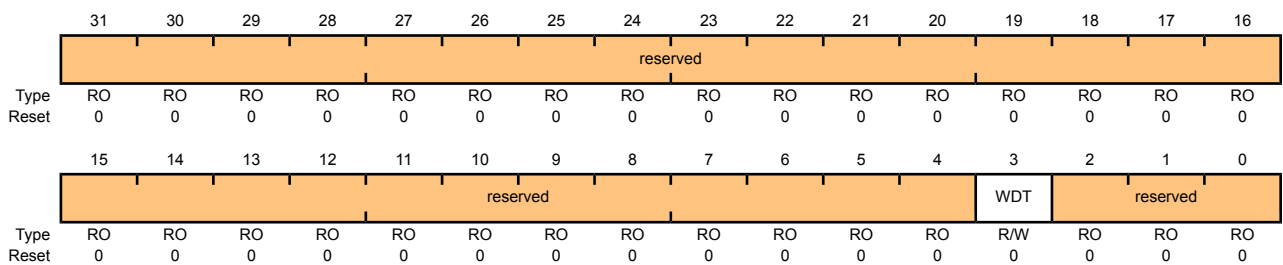 31 30 29 28 27 26 25 24 23 22 21 20 19 18 17 16
reserved
Type RO RO RO RO RO RO RO RO RO RO RO RO RO RO RO RO
Reset 0 0 0 0 0 0 0 0 0 0 0 0 0 0 0 0
15 14 13 12 11 10 9 8 7 6 5 4 3 2 1 0
reserved WDT reserved
Type RO RO RO RO RO RO RO RO RO RO RO RO R/W RO RO RO
Reset 0 0 0 0 0 0 0 0 0 0 0 0 0 0 0 0